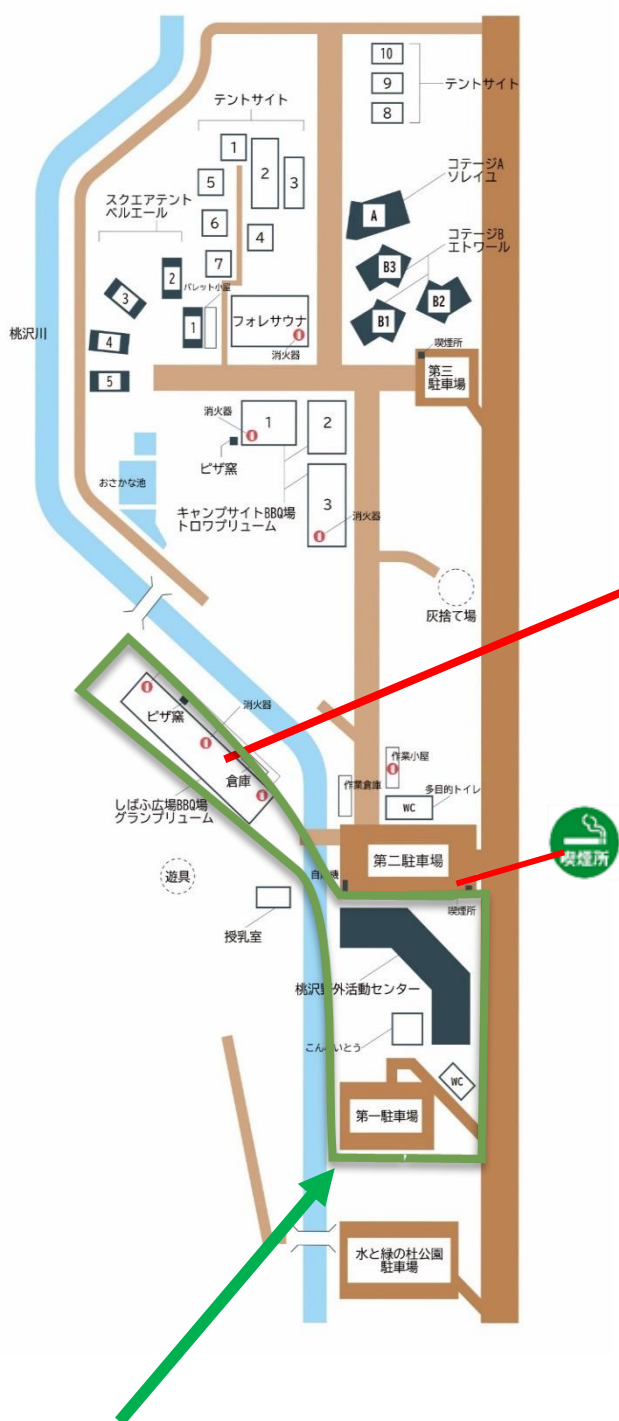 10
9
8
テントサイト
テントサイト
1
2
3
5
6
4
7
コテージA
ソレイユ
A
コテージB
エトワール
B3
B2
B1
スクエアテント
ベルエール
2
3
1
4
5
パレット小屋
フォレサウナ
消火器
桃沢川
喫煙所
第三
駐車場
消火器
1
2
ピザ窯
3
おさかな池
キャンプサイトBBQ場
トロワプリューム
消火器
灰捨て場
ピザ窯
消火器
倉庫
しばふ広場BBQ場
グランプリューム
作業小屋
作業倉庫
多目的トイレ
WC
第二駐車場
喫煙所
遊具
喫煙所
授乳室
桃沢野外活動センター
WC
第一駐車場
水と緑の杜公園
駐車場